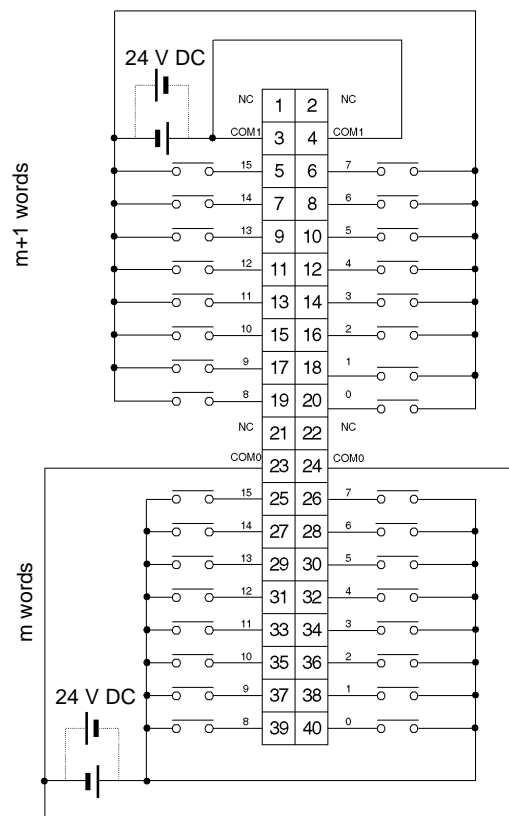 24 V DC
NC 1 2 NC
COM1 3 4 COM1
15 5 6 7
14 7 8 6
13 9 10 5
12 11 12 4
11 13 14 3
10 15 16 2
9 17 18 1
8 19 20 0
m+1 words
NC 21 22 NC
COM0 23 24 COM0
15 25 26 7
14 27 28 6
13 29 30 5
12 31 32 4
11 33 34 3
10 35 36 2
9 37 38 1
8 39 40 0
m words
24 V DC